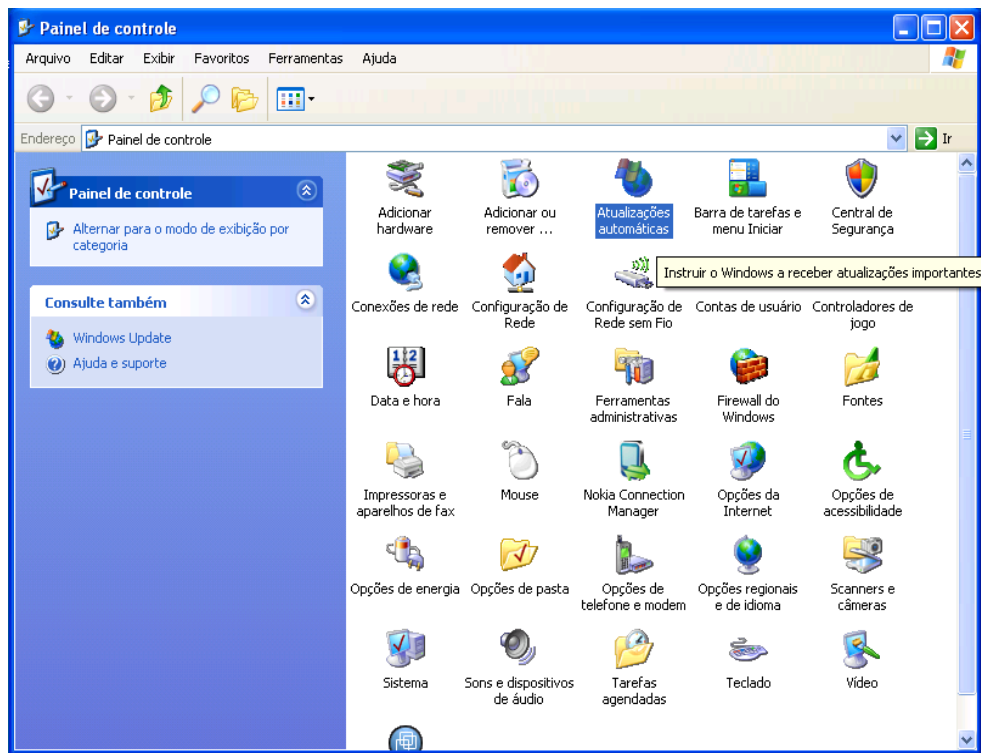 Painel de controle
Arquivo Editar Exibir Favoritos Ferramentas Ajuda
Endereço Painel de controle Ir
Painel de controle
Alternar para o modo de exibição por
categoria
Consulte também
Windows Update
Ajuda e suporte
Adicionar
hardware
Adicionar ou
remover ...
Atualizações
automáticas
Barra de tarefas e
menu Iniciar
Central de
Segurança
Instruir o Windows a receber atualizações importantes
Conexões de rede
Configuração de
Rede
Configuração de
Rede sem Fio
Contas de usuário
Controladores de
jogo
Data e hora
Fala
Ferramentas
administrativas
Firewall do
Windows
Fontes
Impressoras e
aparelhos de fax
Mouse
Nokia Connection
Manager
Opções da
Internet
Opções de
acessibilidade
Opções de energia
Opções de pasta
Opções de
telefone e modem
Opções regionais
e de idioma
Scanners e
câmeras
Sistema
Sons e dispositivos
de áudio
Tarefas
agendadas
Teclado
Vídeo